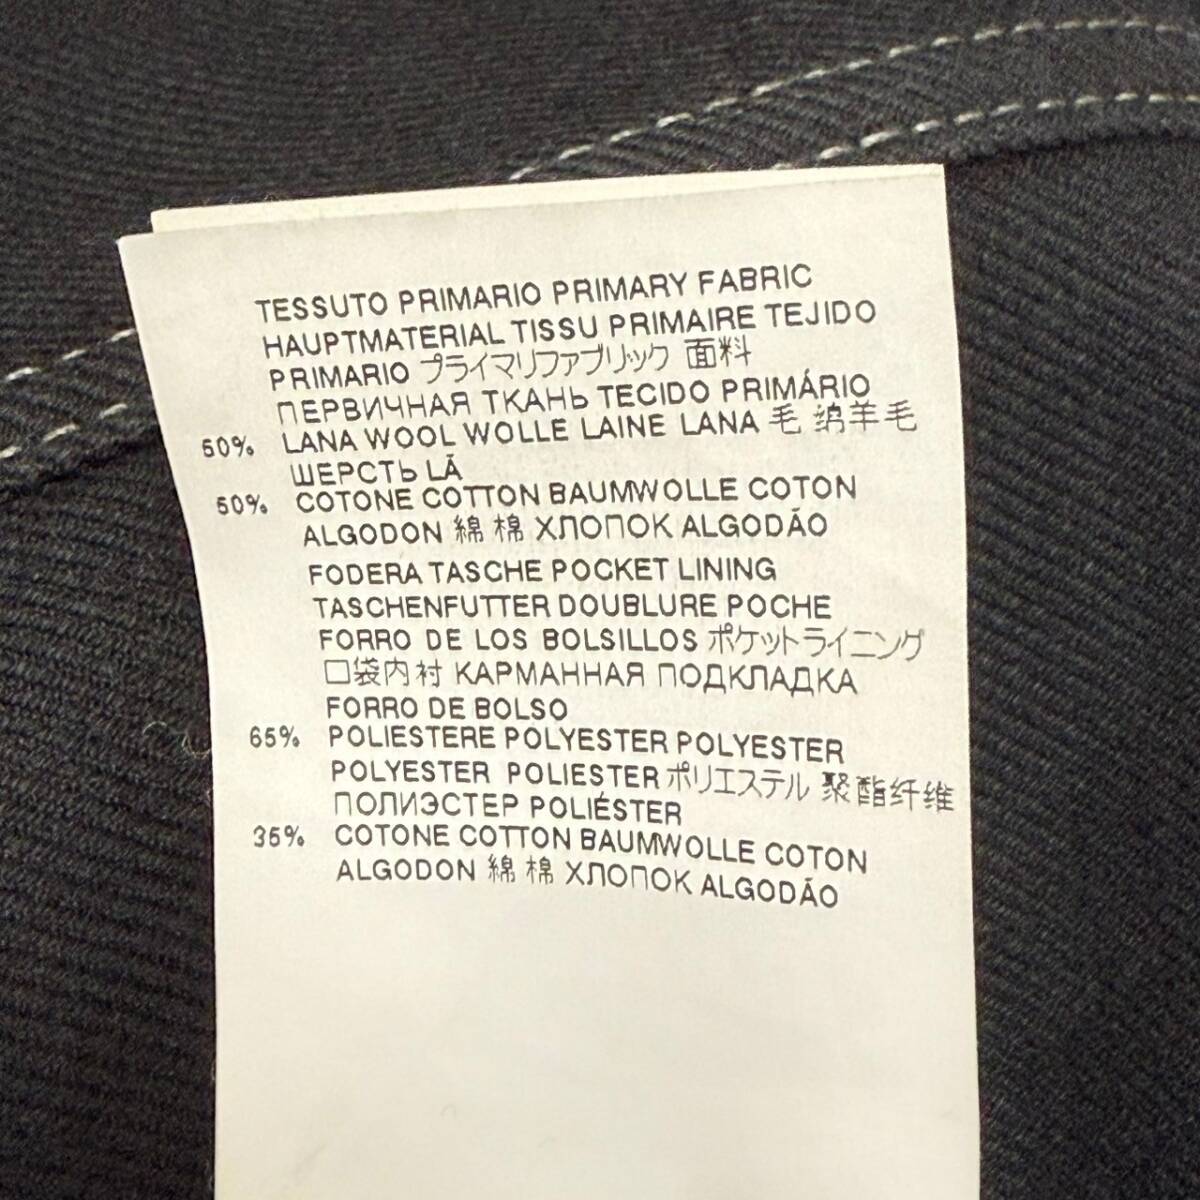 TESSUTO PRIMARIO PRIMARY FABRIC
HAUPTMATERIAL TISSU PRIMAIRE TEJIDO
PRIMARIO プライマリファブリック 面料
ПЕРВИЧНАЯ ТКАНЬ TECIDO PRIMÁRIO
50% LANA WOOL WOLLE LAINE LANA 毛 绵羊毛
ШЕРСТЬ LÃ
50% COTONE COTTON BAUMWOLLE COTON
ALGODON 綿 棉 ХЛОПОК ALGODÃO
FODERA TASCHE POCKET LINING
TASCHENFUTTER DOUBLURE POCHE
FORRO DE LOS BOLSILLOS ポケットライニング
口袋内衬 КАРМАННАЯ ПОДКЛАДКА
FORRO DE BOLSO
65% POLIESTERE POLYESTER POLYESTER
POLYESTER POLIESTER ポリエステル 聚酯纤维
ПОЛИЭСТЕР POLIÉSTER
35% COTONE COTTON BAUMWOLLE COTON
ALGODON 綿 棉 ХЛОПОК ALGODÃO